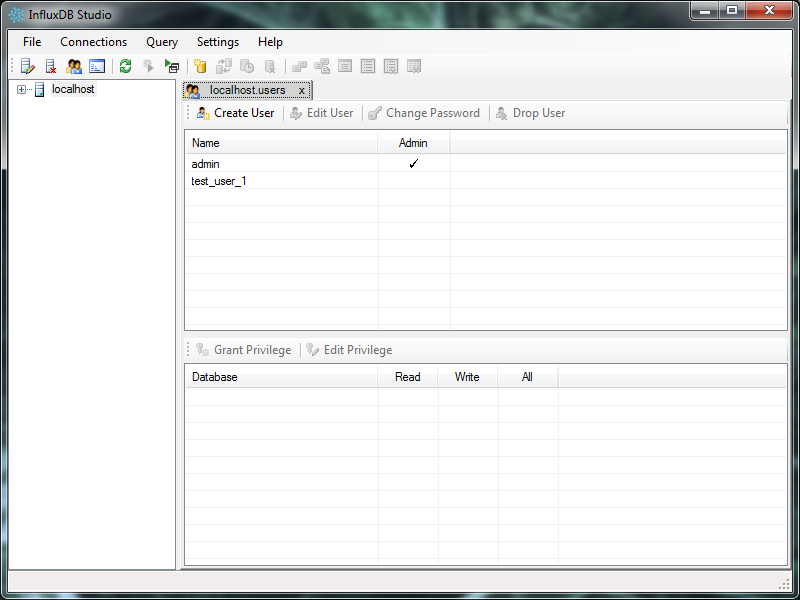 InfluxDB Studio
File Connections Query Settings Help
localhost
localhost.users x
Create User Edit User Change Password Drop User
Name Admin
admin ✓
test_user_1
Grant Privilege Edit Privilege
Database Read Write All